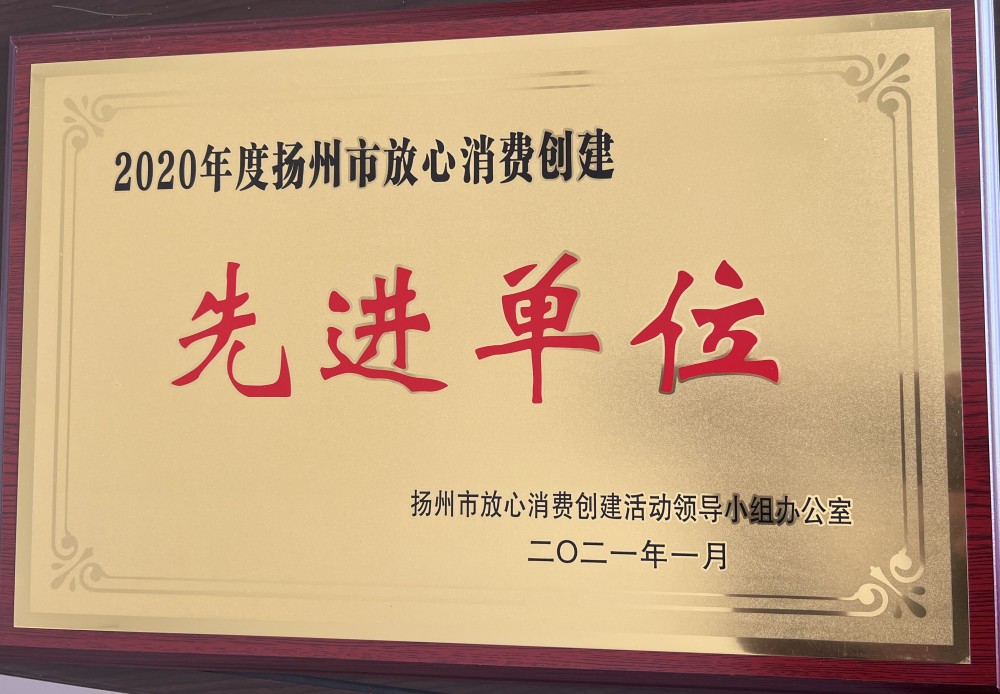 2020年度扬州市放心消费创建
先进单位
扬州市放心消费创建活动领导小组办公室
二〇二一年一月